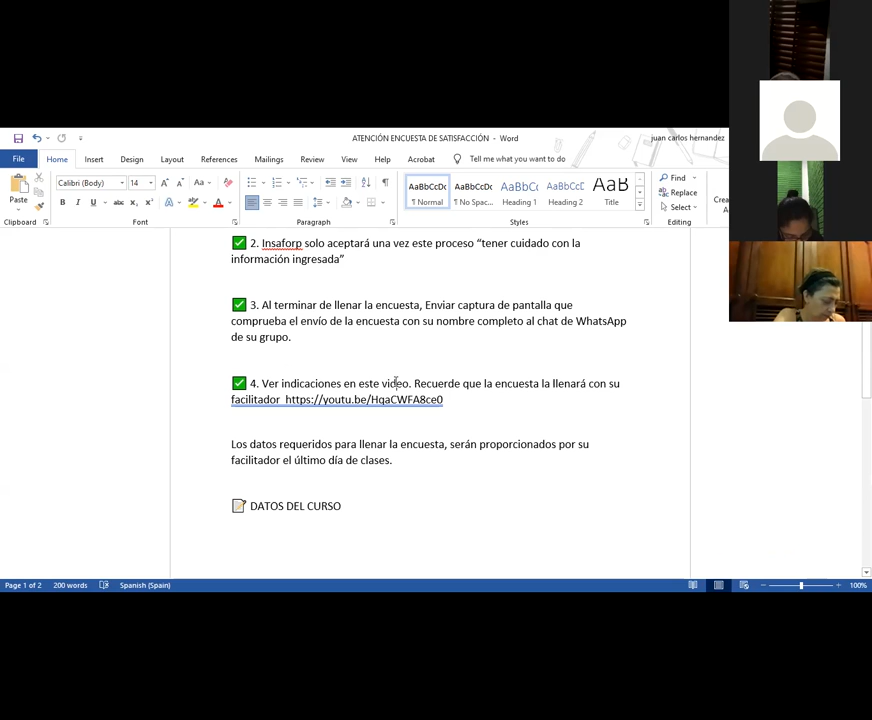 ATENCIÓN ENCUESTA DE SATISFACCIÓN - Word
juan carlos hernandez
File Home Insert Design Layout References Mailings Review View Help Acrobat Tell me what you want to do
Paste
Calibri (Body) 14
AaBbCcDc AaBbCcDc AaBbCc AaBbCcC AaB
¶ Normal ¶ No Spac... Heading 1 Heading 2 Title
Find
Replace
Select
Crea
Clipboard Font Paragraph Styles Editing
✅ 2. Insaforp solo aceptará una vez este proceso “tener cuidado con la
información ingresada”
✅ 3. Al terminar de llenar la encuesta, Enviar captura de pantalla que
comprueba el envío de la encuesta con su nombre completo al chat de WhatsApp
de su grupo.
✅ 4. Ver indicaciones en este video. Recuerde que la encuesta la llenará con su
facilitador https://youtu.be/HqaCWFA8ce0
Los datos requeridos para llenar la encuesta, serán proporcionados por su
facilitador el último día de clases.
📝 DATOS DEL CURSO
Page 1 of 2 200 words Spanish (Spain) 100%